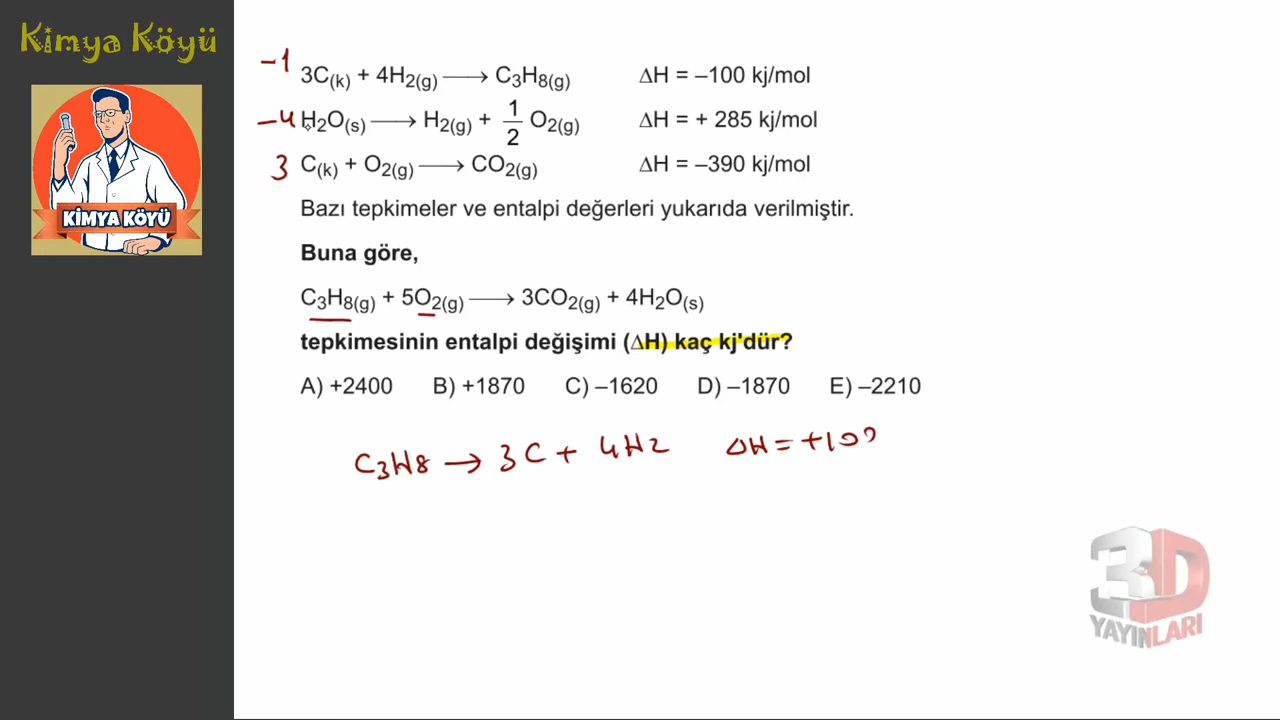 Kimya Köyü
KİMYA KÖYÜ
-1 3C(k) + 4H2(g) ⟶ C3H8(g) ΔH = –100 kj/mol
-4 H2O(s) ⟶ H2(g) + 1/2 O2(g) ΔH = + 285 kj/mol
3 C(k) + O2(g) ⟶ CO2(g) ΔH = –390 kj/mol
Bazı tepkimeler ve entalpi değerleri yukarıda verilmiştir.
Buna göre,
C3H8(g) + 5O2(g) ⟶ 3CO2(g) + 4H2O(s)
tepkimesinin entalpi değişimi (ΔH) kaç kj'dür?
A) +2400 B) +1870 C) –1620 D) –1870 E) –2210
C3H8 → 3C + 4H2 ΔH = +100
3D
YAYINLARI